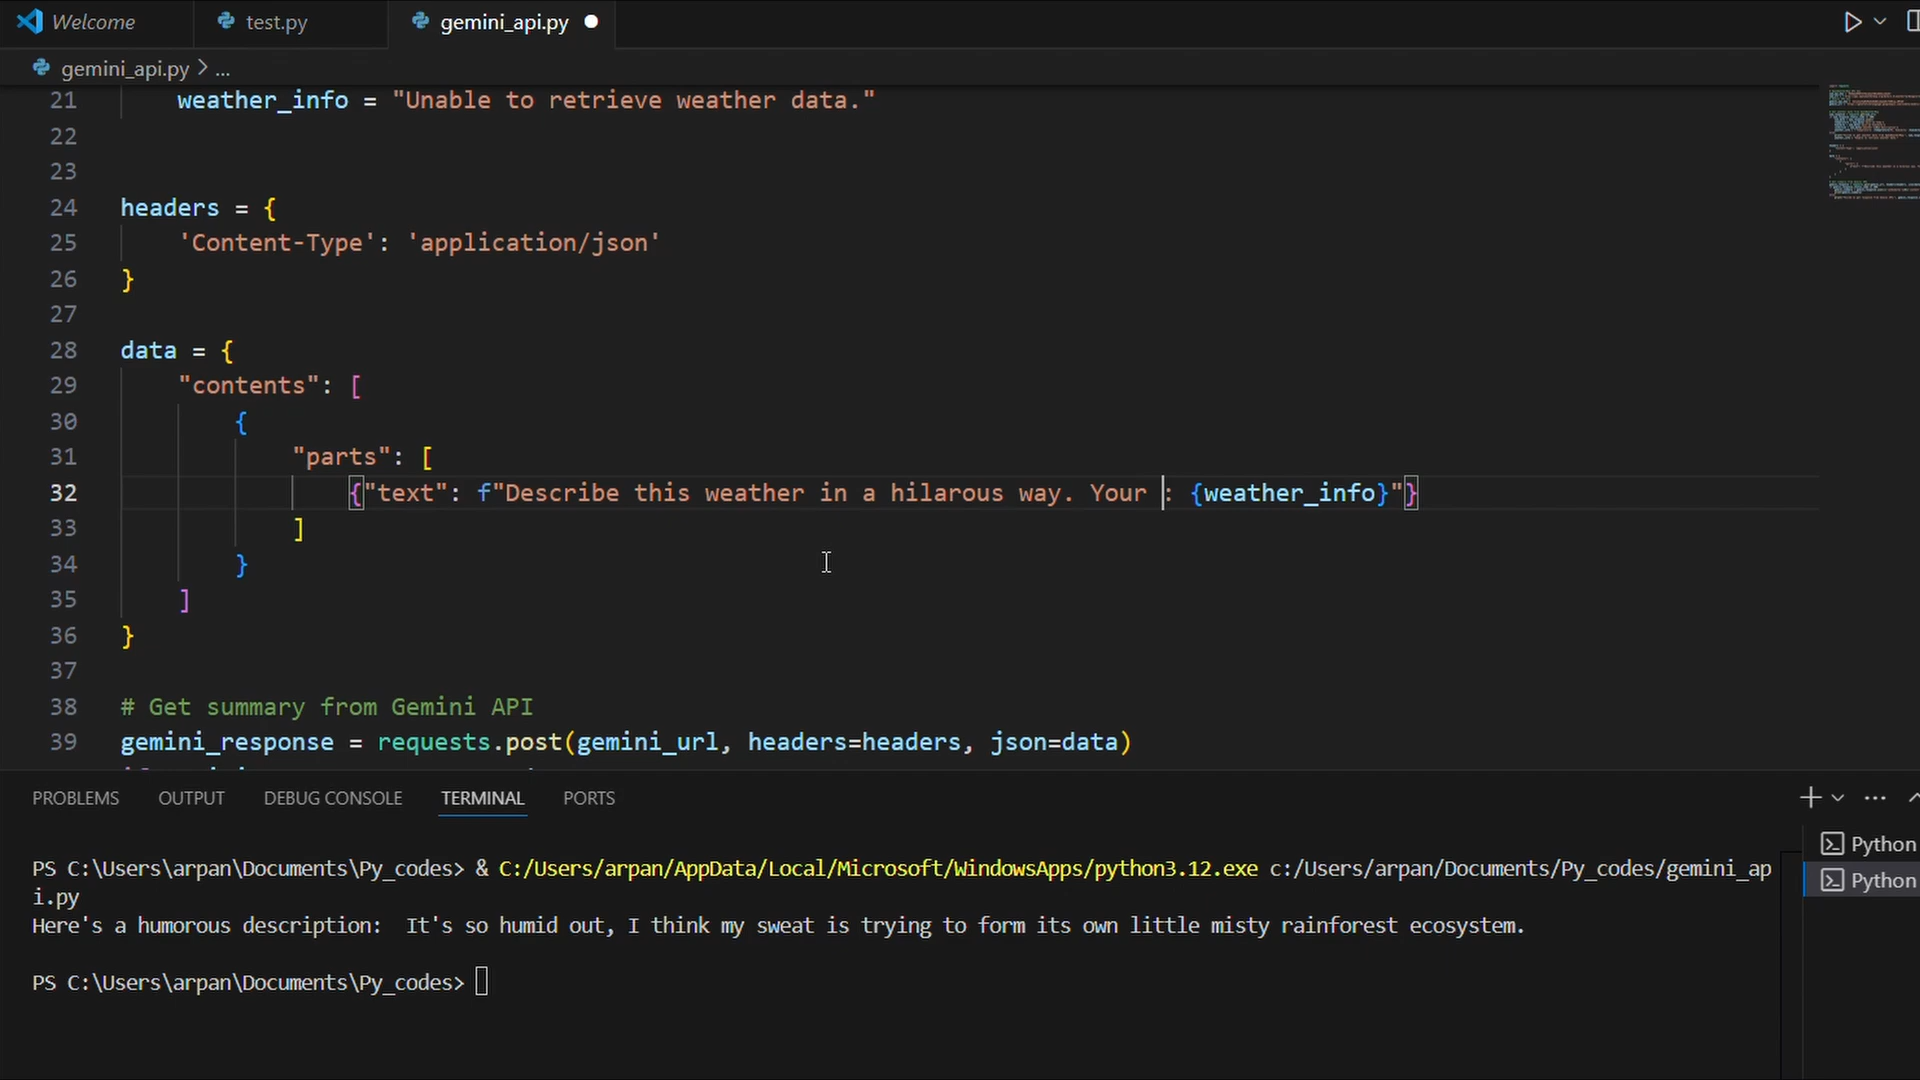 Welcome
test.py
gemini_api.py
gemini_api.py > ...
21 weather_info = "Unable to retrieve weather data."
22
23
24 headers = {
25 'Content-Type': 'application/json'
26 }
27
28 data = {
29 "contents": [
30 {
31 "parts": [
32 {"text": f"Describe this weather in a hilarous way. Your : {weather_info}"}
33 ]
34 }
35 ]
36 }
37
38 # Get summary from Gemini API
39 gemini_response = requests.post(gemini_url, headers=headers, json=data)
PROBLEMS
OUTPUT
DEBUG CONSOLE
TERMINAL
PORTS
PS C:\Users\arpan\Documents\Py_codes> & C:/Users/arpan/AppData/Local/Microsoft/WindowsApps/python3.12.exe c:/Users/arpan/Documents/Py_codes/gemini_ap
i.py
Here's a humorous description:  It's so humid out, I think my sweat is trying to form its own little misty rainforest ecosystem.
PS C:\Users\arpan\Documents\Py_codes>
Python
Python